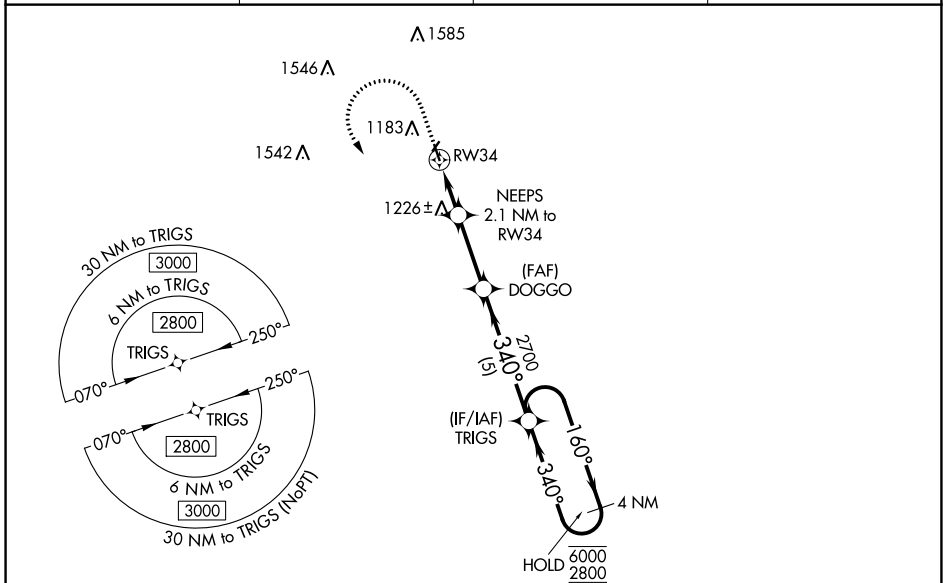 1585
1546
1183
1542
RW34
1226±
NEEPS
2.1 NM to
RW34
(FAF)
DOGGO
30 NM to TRIGS
3000
6 NM to TRIGS
2800
TRIGS
250°
070°
2700
340°
(5)
250°
070°
TRIGS
2800
6 NM to TRIGS
3000
30 NM to TRIGS (NoPT)
(IF/IAF)
TRIGS
160°
340°
4 NM
HOLD
6000
2800